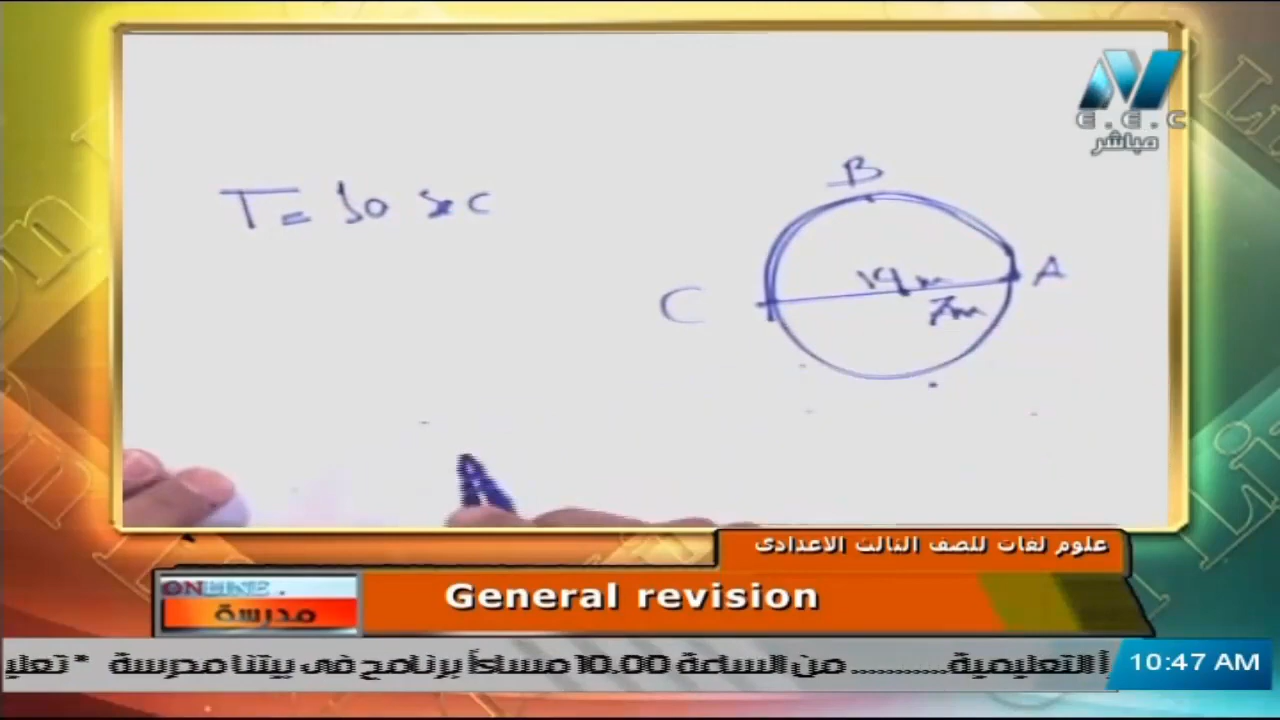 E.E.C
مباشر
B
T = 10 sec
14 m
A
C
7m
علوم لغات للصف الثالث الاعدادى
ONLINE.
مدرسة
General revision
التعليمية........... من الساعة 10.00 مساءاً برنامج فى بيتنا مدرسة *
10:47 AM